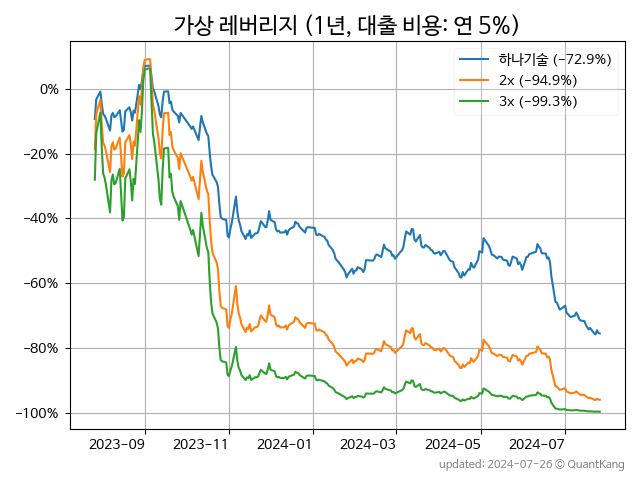 가상 레버리지 (1년, 대출 비용: 연 5%)
하나기술 (−72.9%)
2x (−94.9%)
3x (−99.3%)
0%
−20%
−40%
−60%
−80%
−100%
2023-09 2023-11 2024-01 2024-03 2024-05 2024-07
updated: 2024-07-26 © QuantKang